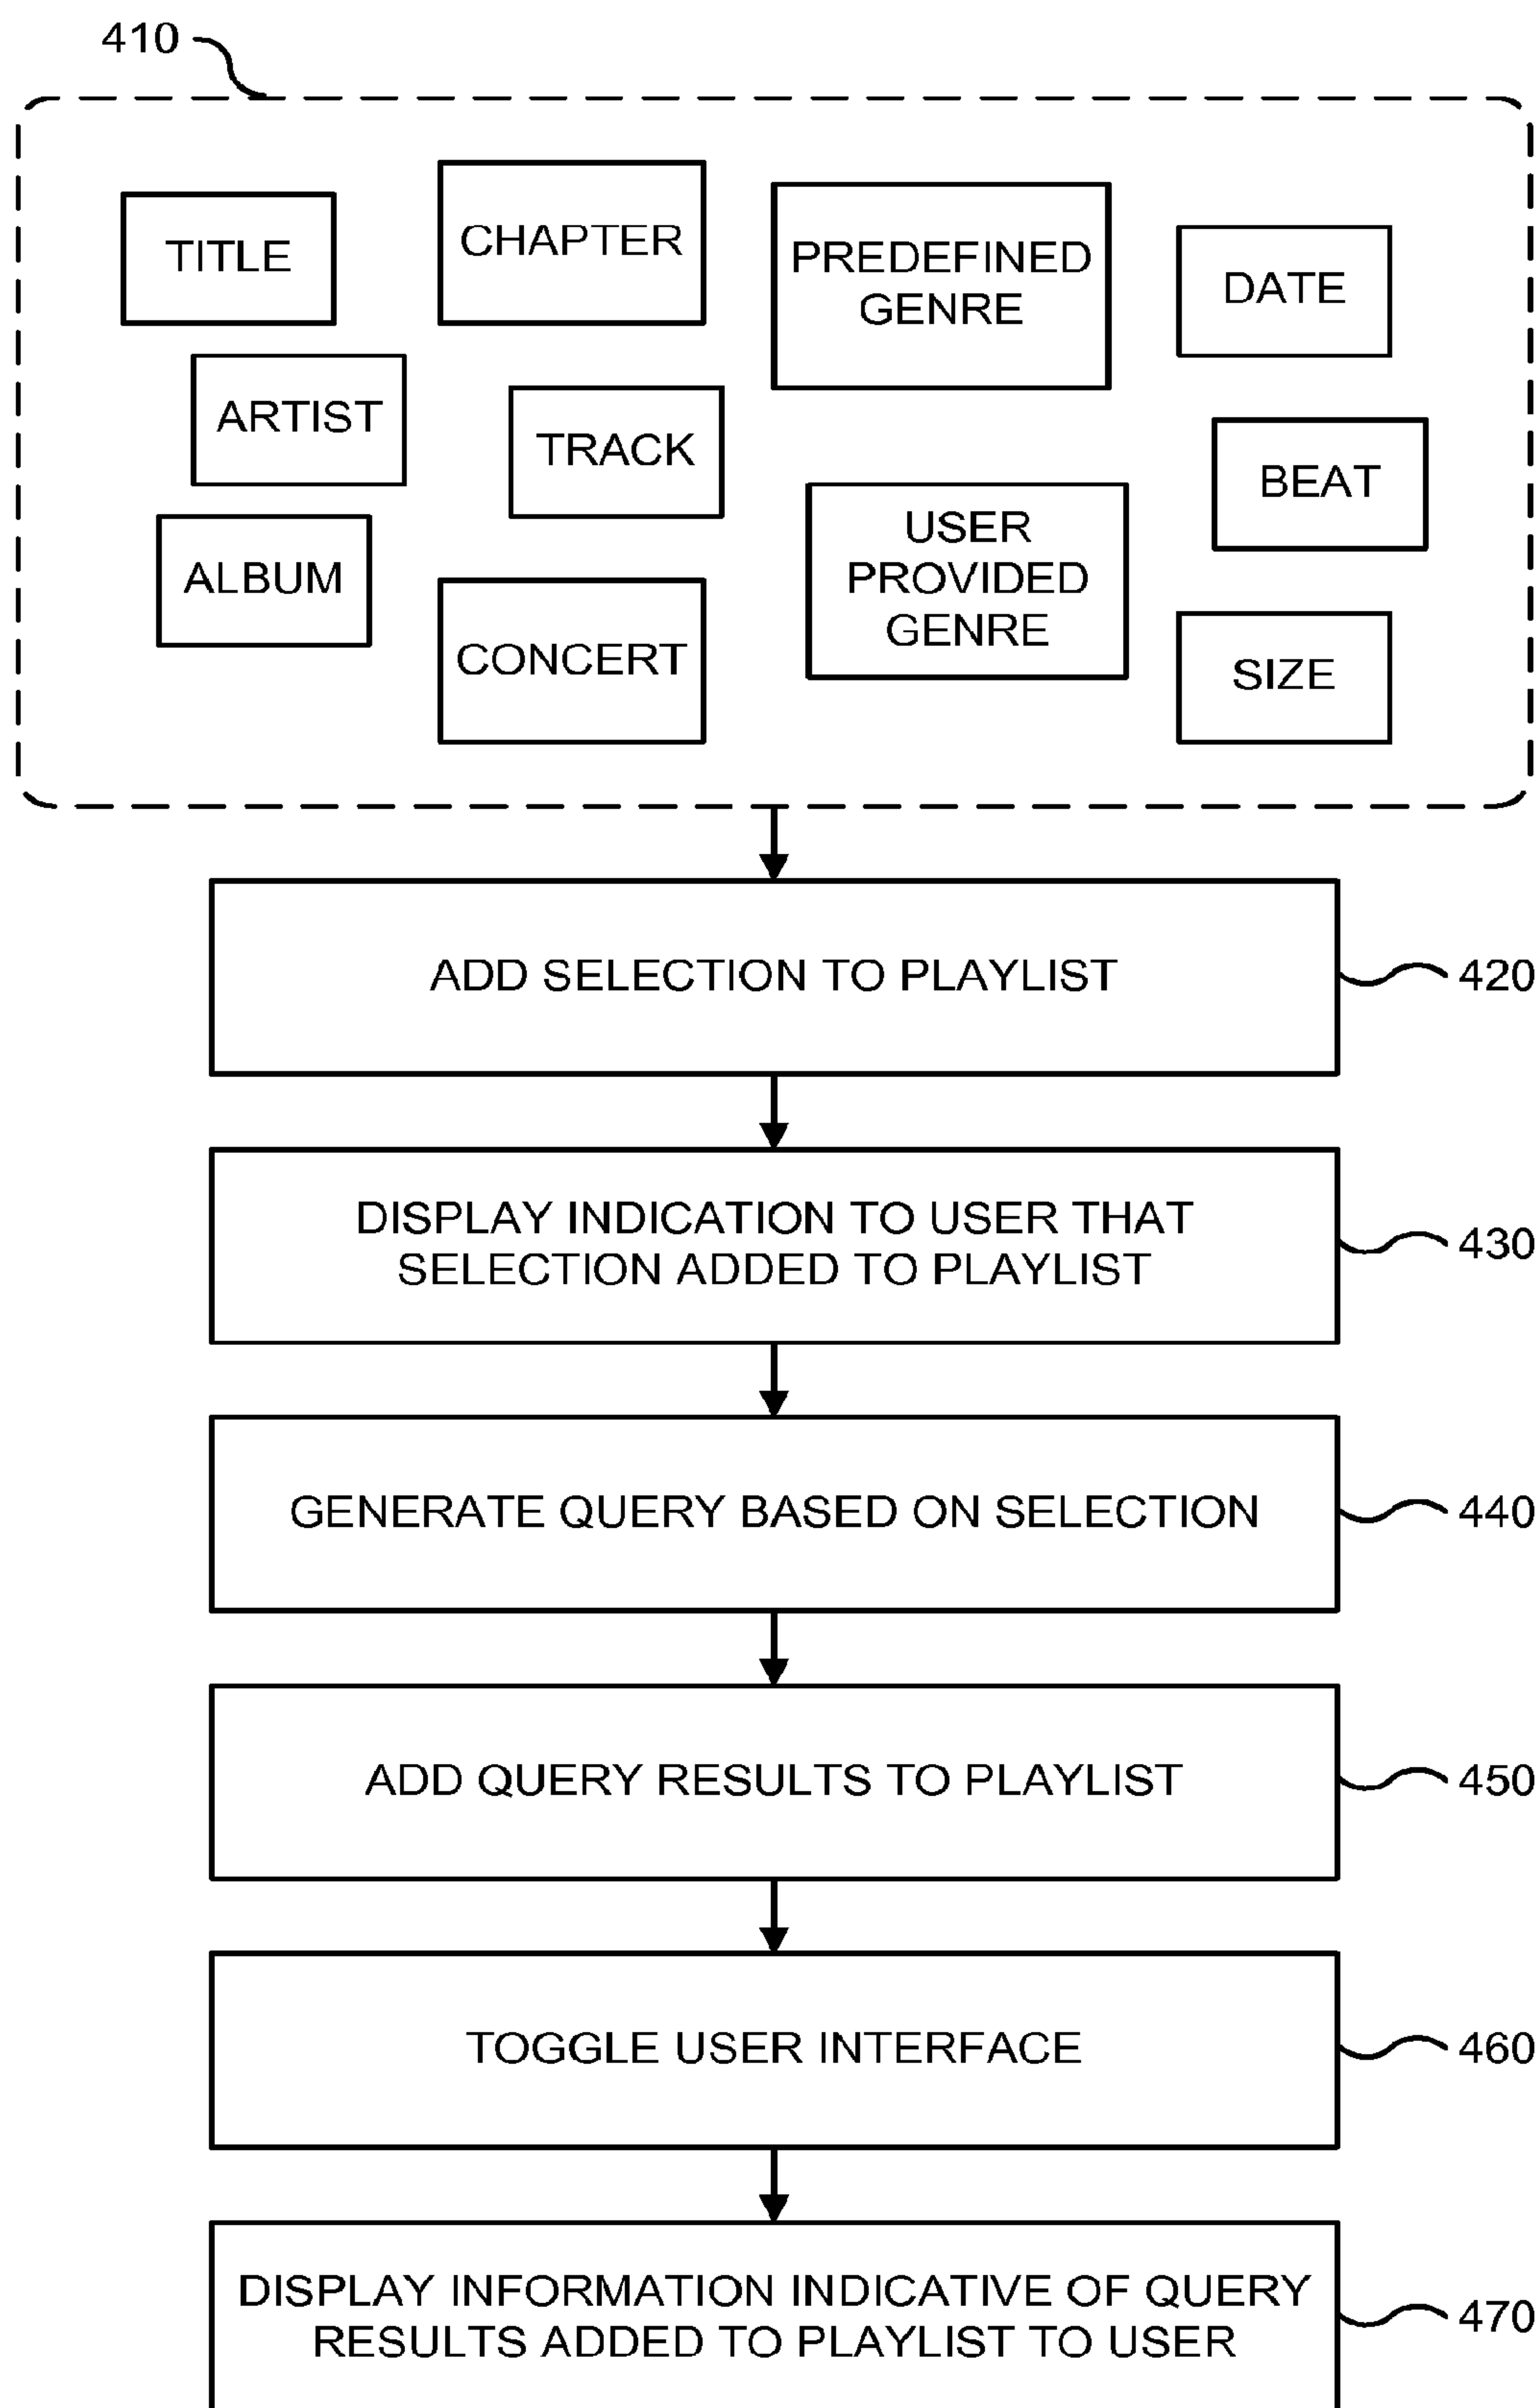 410
TITLE
CHAPTER
PREDEFINED
GENRE
DATE
ARTIST
TRACK
BEAT
ALBUM
USER
PROVIDED
GENRE
CONCERT
SIZE
ADD SELECTION TO PLAYLIST
420
DISPLAY INDICATION TO USER THAT
SELECTION ADDED TO PLAYLIST
430
GENERATE QUERY BASED ON SELECTION
440
ADD QUERY RESULTS TO PLAYLIST
450
TOGGLE USER INTERFACE
460
DISPLAY INFORMATION INDICATIVE OF QUERY
RESULTS ADDED TO PLAYLIST TO USER
470